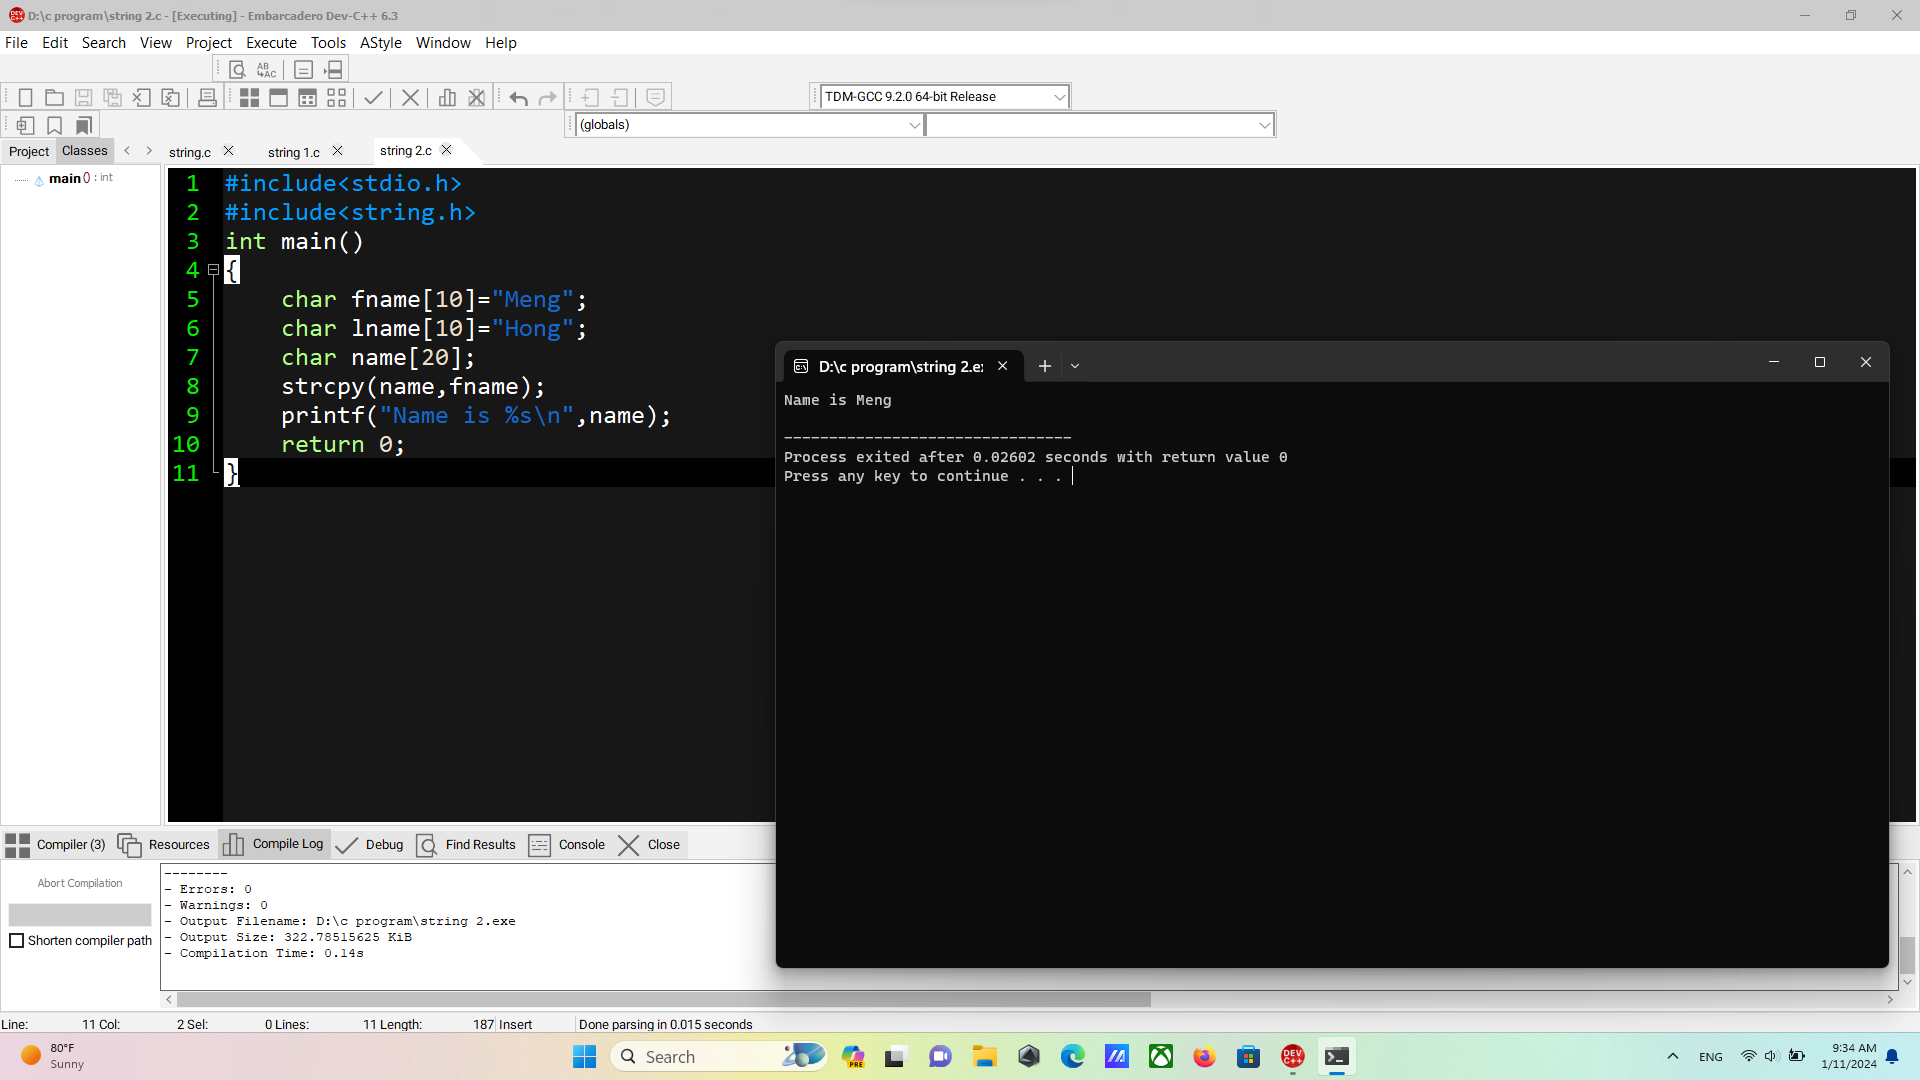 D:\c program\string 2.c - [Executing] - Embarcadero Dev-C++ 6.3
File Edit Search View Project Execute Tools AStyle Window Help
TDM-GCC 9.2.0 64-bit Release
(globals)
Project Classes string.c string 1.c string 2.c
main() : int
1 #include<stdio.h>
2 #include<string.h>
3 int main()
4 {
5 char fname[10]="Meng";
6 char lname[10]="Hong";
7 char name[20];
8 strcpy(name,fname);
9 printf("Name is %s\n",name);
10 return 0;
11 }
D:\c program\string 2.e
Name is Meng
--------------------------------
Process exited after 0.02602 seconds with return value 0
Press any key to continue . . .
Compiler (3) Resources Compile Log Debug Find Results Console Close
Abort Compilation
Shorten compiler path
--------
- Errors: 0
- Warnings: 0
- Output Filename: D:\c program\string 2.exe
- Output Size: 322.78515625 KiB
- Compilation Time: 0.14s
Line: 11 Col: 2 Sel: 0 Lines: 11 Length: 187 Insert Done parsing in 0.015 seconds
80°F
Sunny
Search
PRE
DEV C++
ENG
9:34 AM
1/11/2024